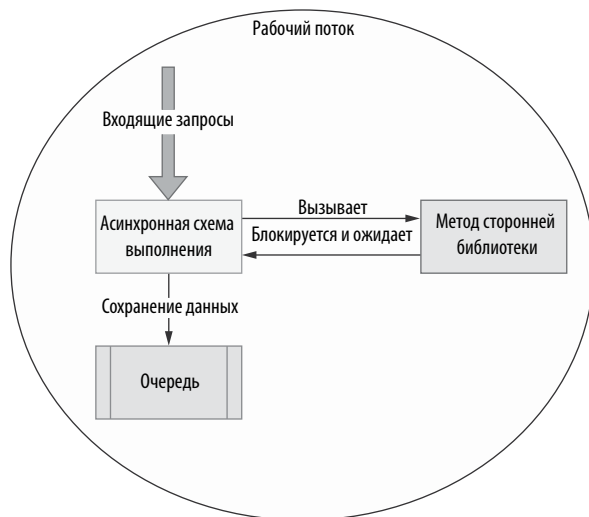 Рабочий поток
Входящие запросы
Асинхронная схема
выполнения
Вызывает
Блокируется и ожидает
Метод сторонней
библиотеки
Сохранение данных
Очередь